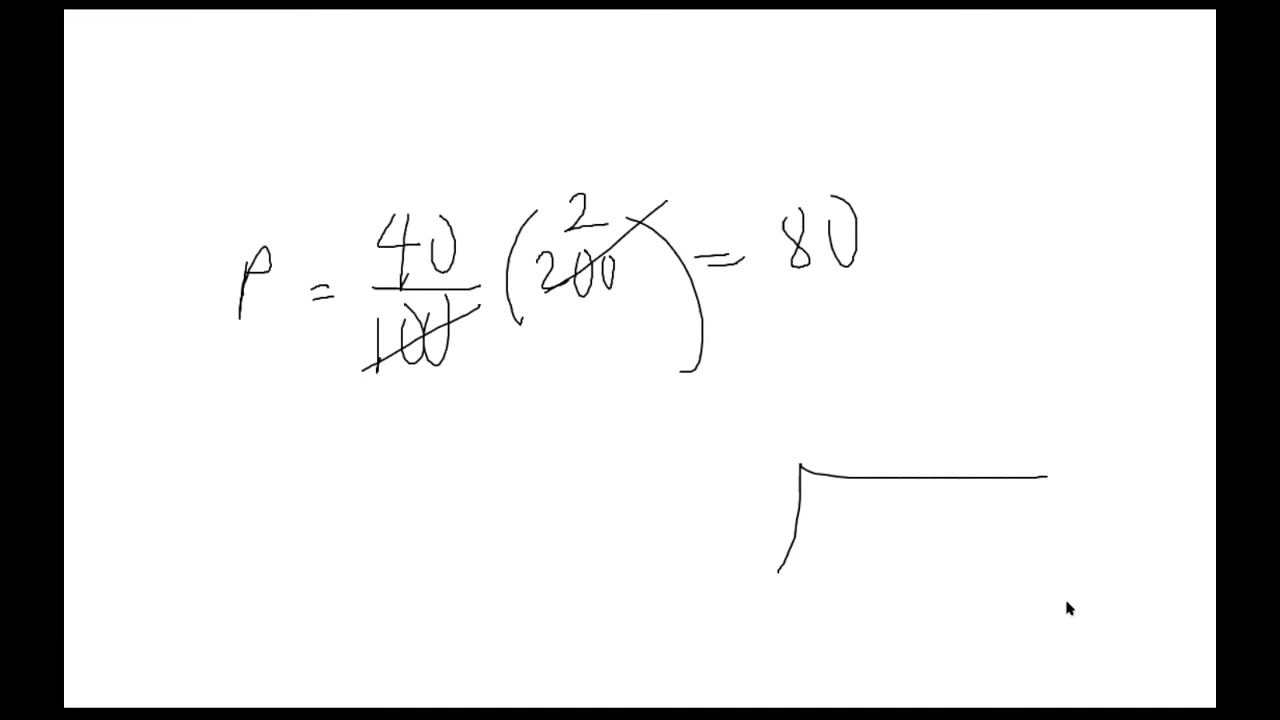 P = 40/100 (200 2) = 80